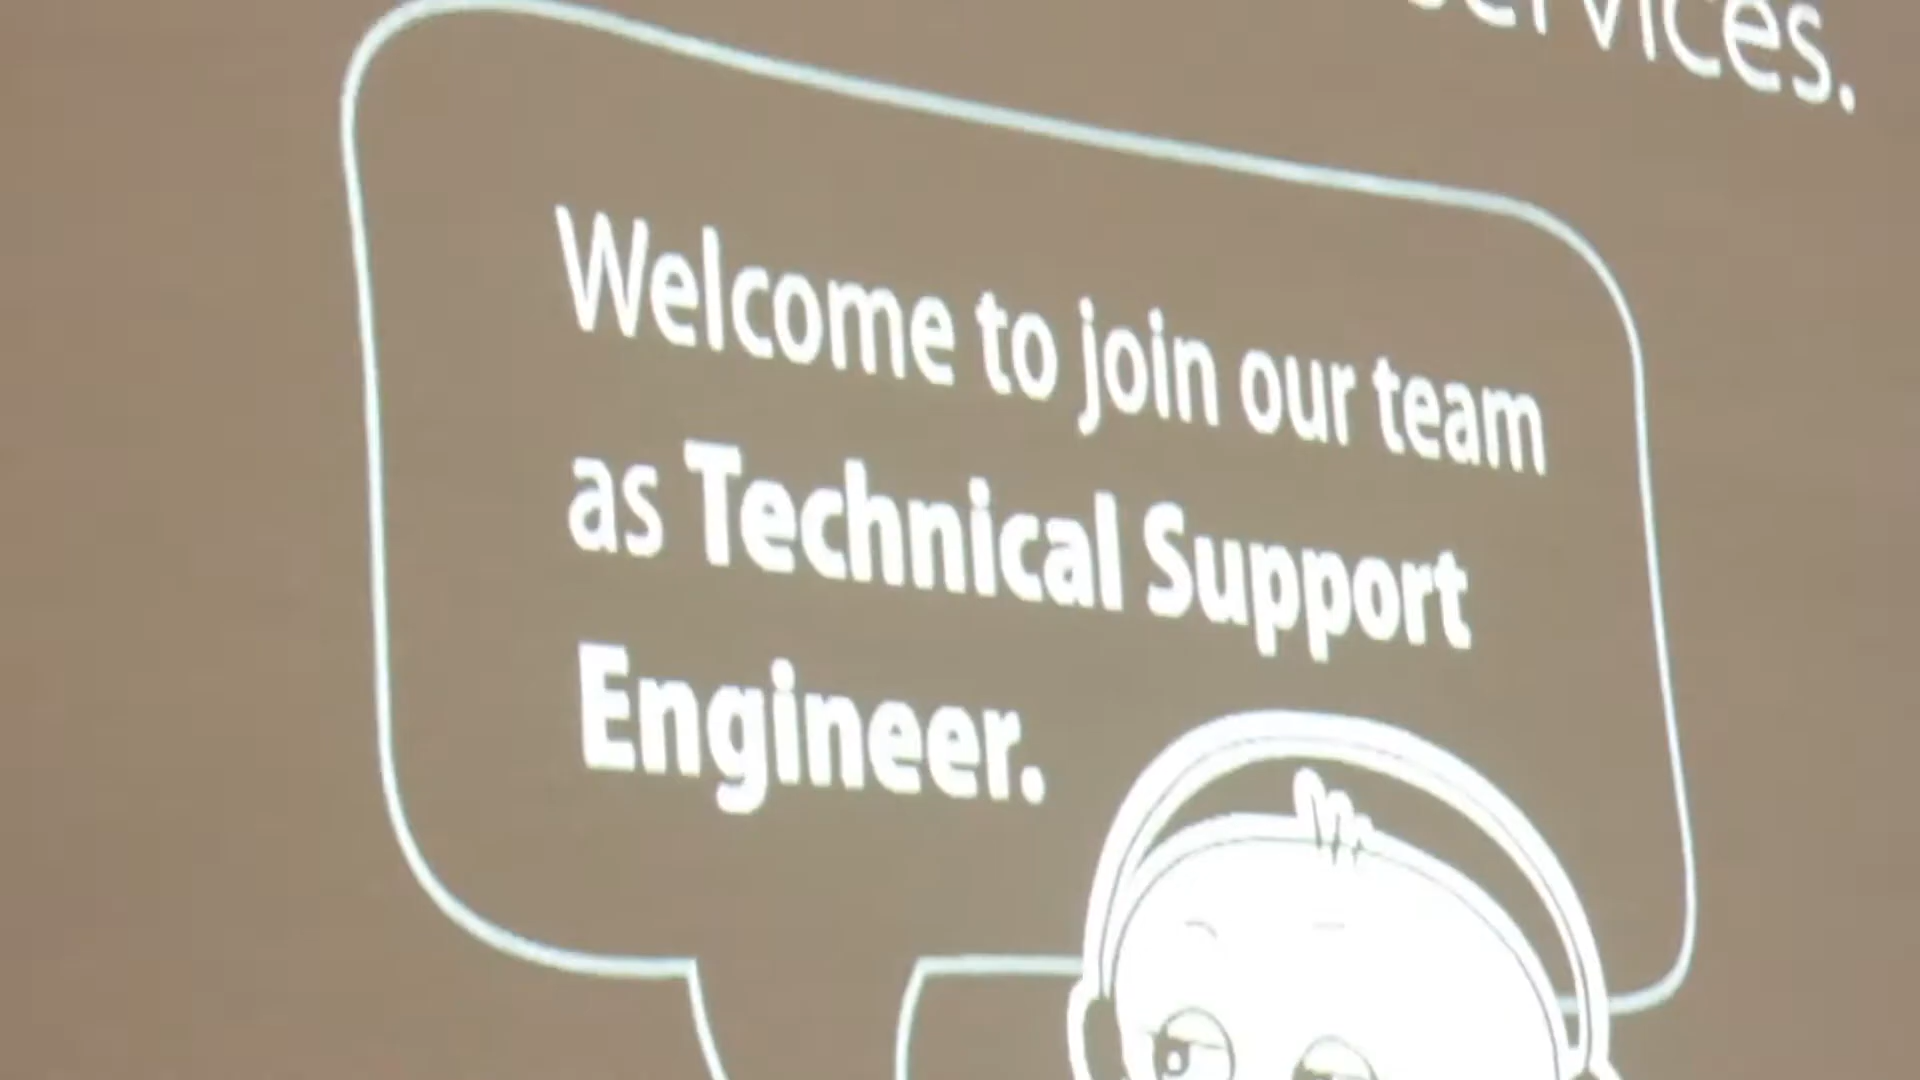 services.
Welcome to join our team
as Technical Support
Engineer.